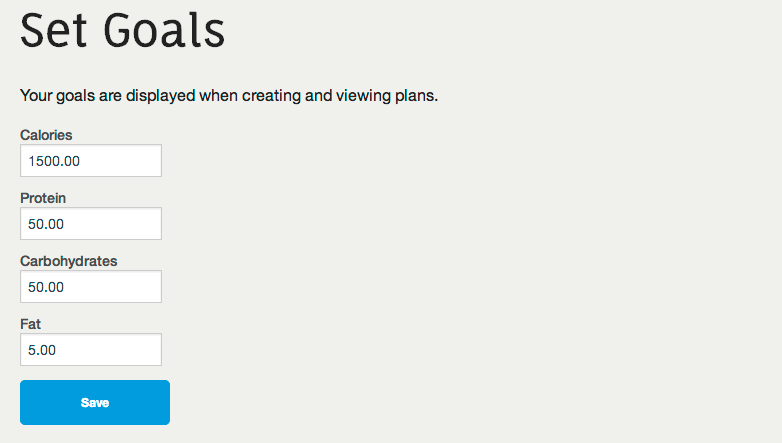 Set Goals
Your goals are displayed when creating and viewing plans.
Calories
1500.00
Protein
50.00
Carbohydrates
50.00
Fat
5.00
Save